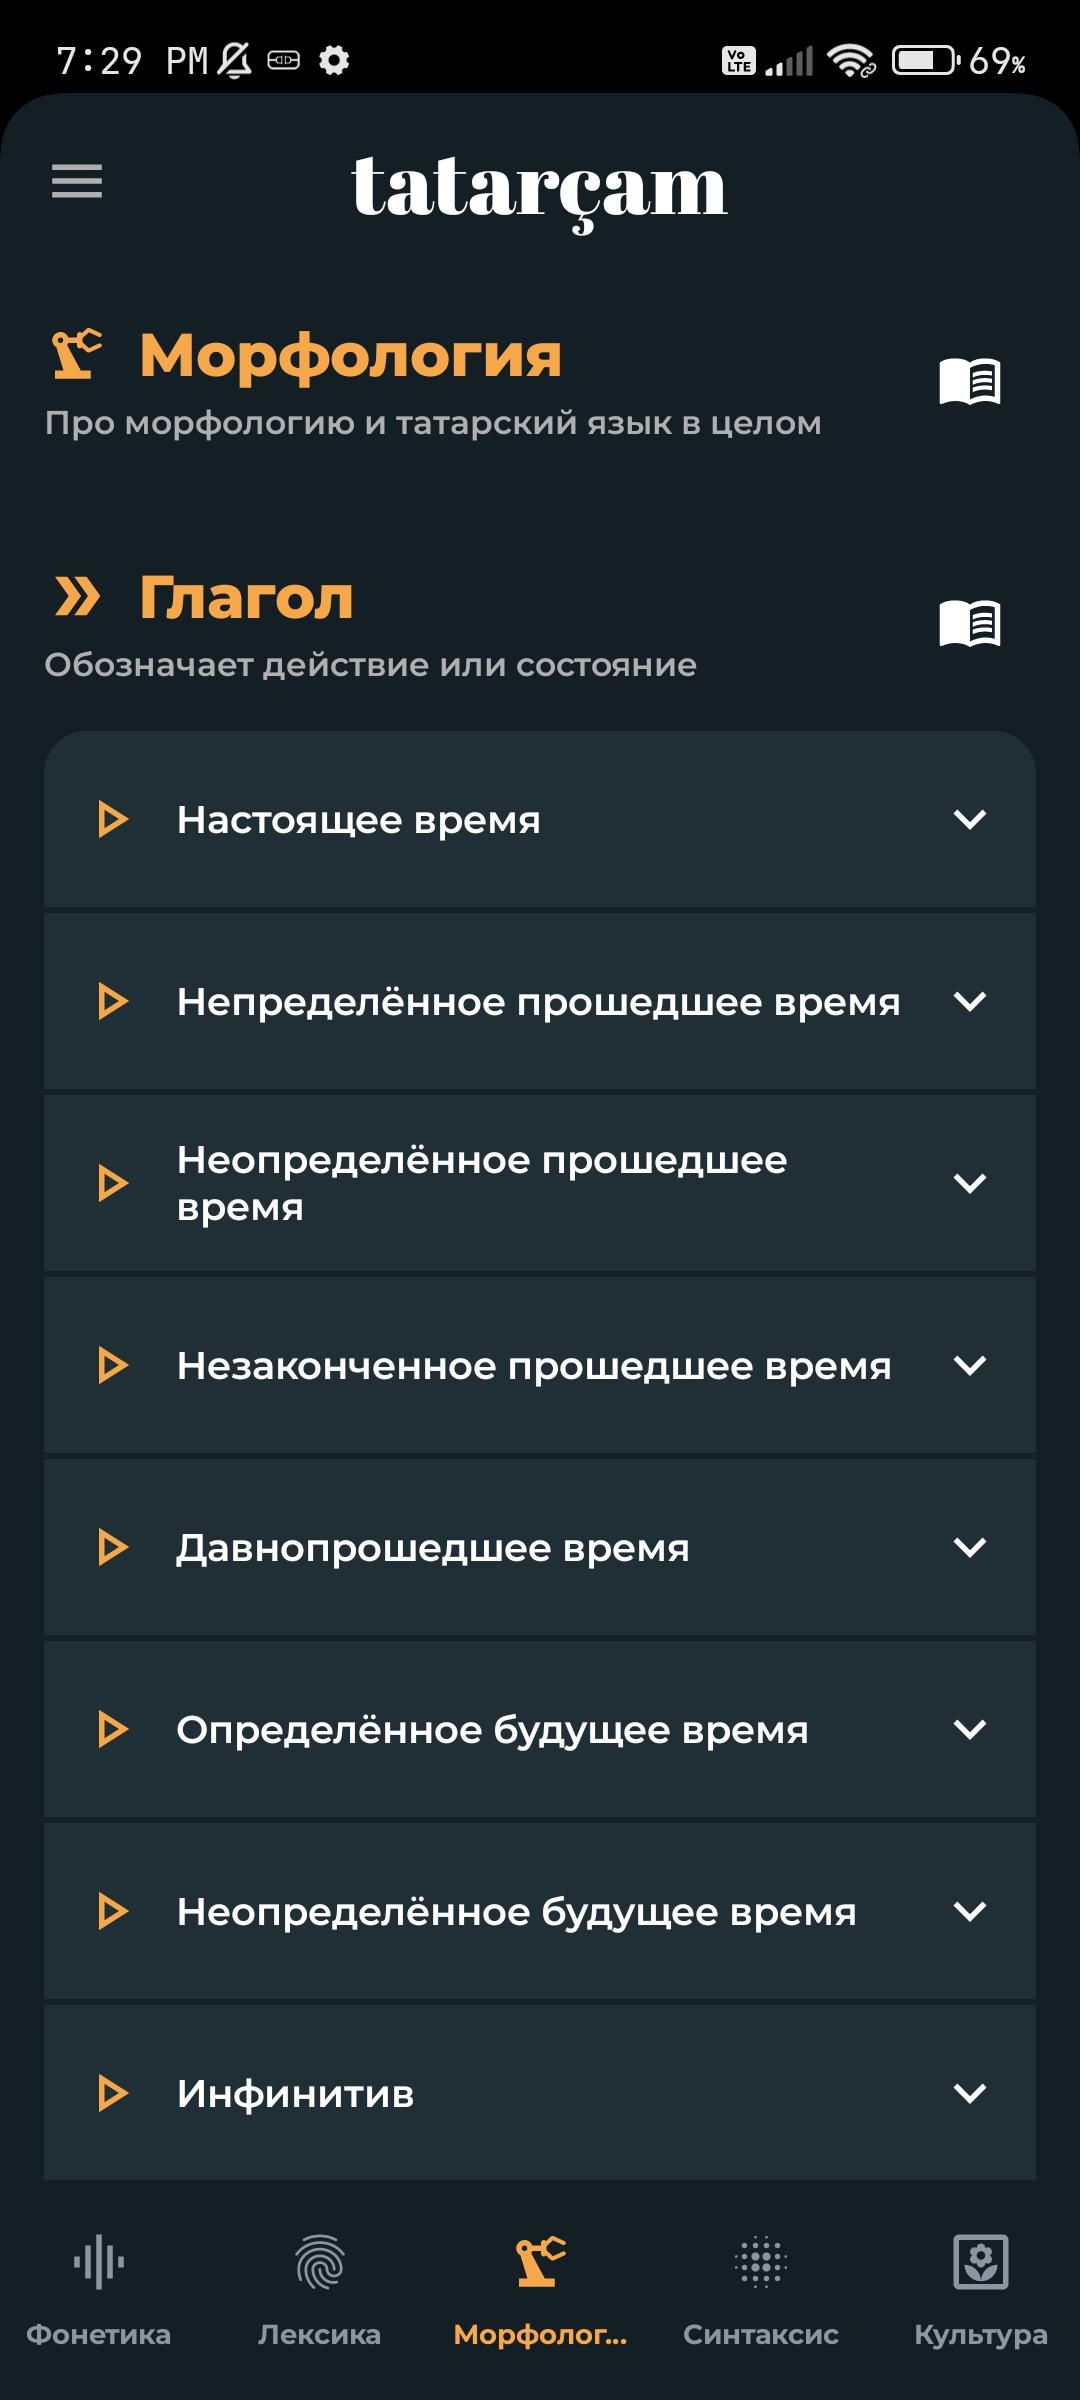 7:29 PM
Vo LTE
69%
tatarçam
Морфология
Про морфологию и татарский язык в целом
Глагол
Обозначает действие или состояние
Настоящее время
Непределённое прошедшее время
Неопределённое прошедшее
время
Незаконченное прошедшее время
Давнопрошедшее время
Определённое будущее время
Неопределённое будущее время
Инфинитив
Фонетика
Лексика
Морфолог...
Синтаксис
Культура